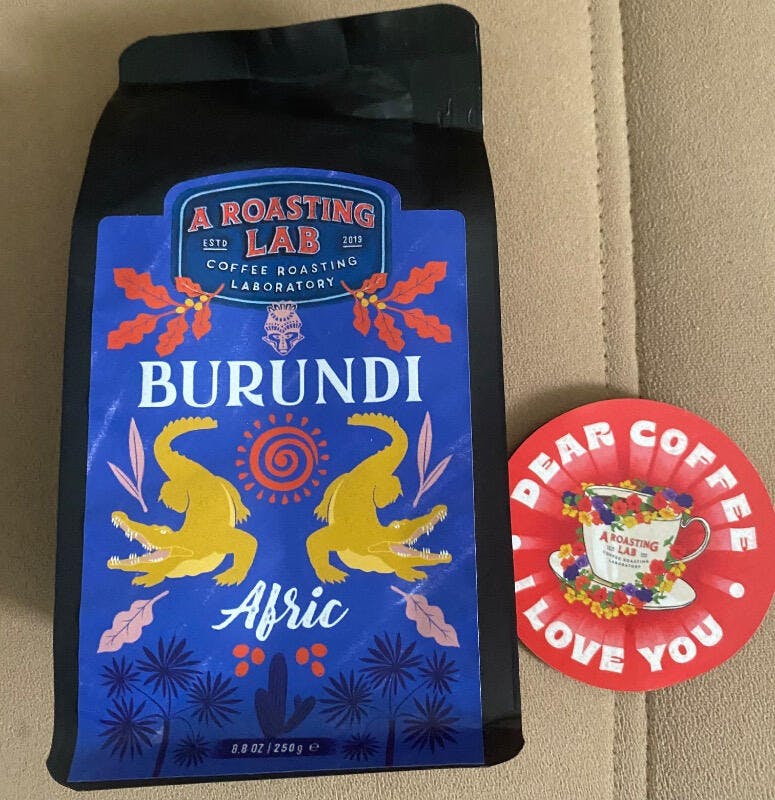 A ROASTING
LAB
ESTD 2019
COFFEE ROASTING
LABORATORY
BURUNDI
Afric
8.8 OZ | 250g ℮
DEAR COFFEE
I LOVE YOU
A ROASTING
LAB
COFFEE ROASTING
LABORATORY